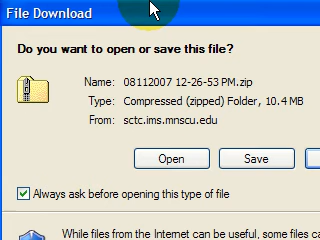 File Download
Do you want to open or save this file?
Name: 08112007 12-26-53 PM.zip
Type: Compressed (zipped) Folder, 10.4 MB
From: sctc.ims.mnscu.edu
Open Save
Always ask before opening this type of file
While files from the Internet can be useful, some files ca